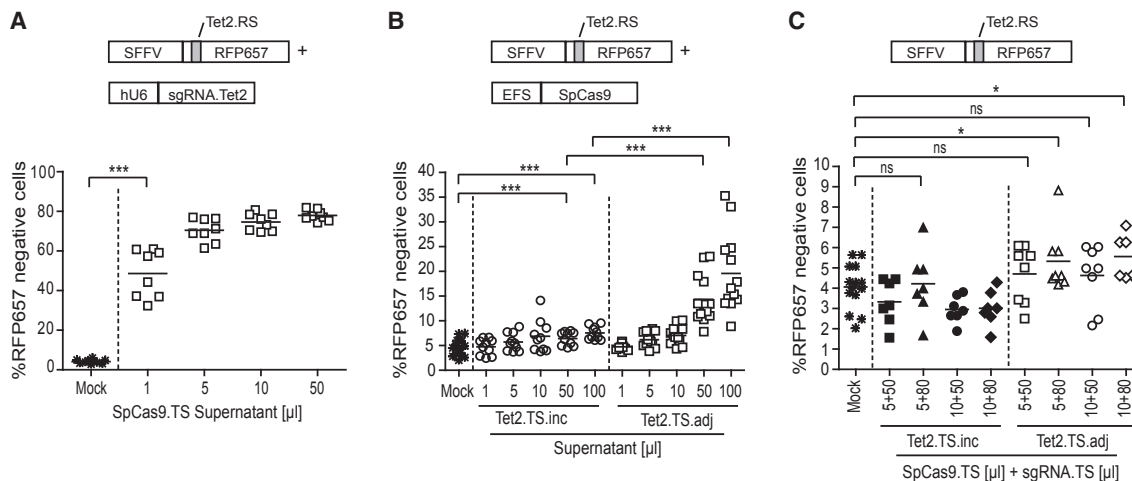 A
Tet2.RS
SFFV RFP657 +
hU6 sgRNA.Tet2
%RFP657 negative cells
100
80
60
40
20
0
***
Mock 1 5 10 50
SpCas9.TS Supernatant [µl]
B
Tet2.RS
SFFV RFP657 +
EFS SpCas9
%RFP657 negative cells
40
35
30
25
20
15
10
5
0
***
***
***
***
Mock 1 5 10 50 100 1 5 10 50 100
Tet2.TS.inc Tet2.TS.adj
Supernatant [µl]
C
Tet2.RS
SFFV RFP657
%RFP657 negative cells
10
9
8
7
6
5
4
3
2
1
0
*
ns
*
ns
ns
Mock 5+50 5+80 10+50 10+80 5+50 5+80 10+50 10+80
Tet2.TS.inc Tet2.TS.adj
SpCas9.TS [µl] + sgRNA.TS [µl]